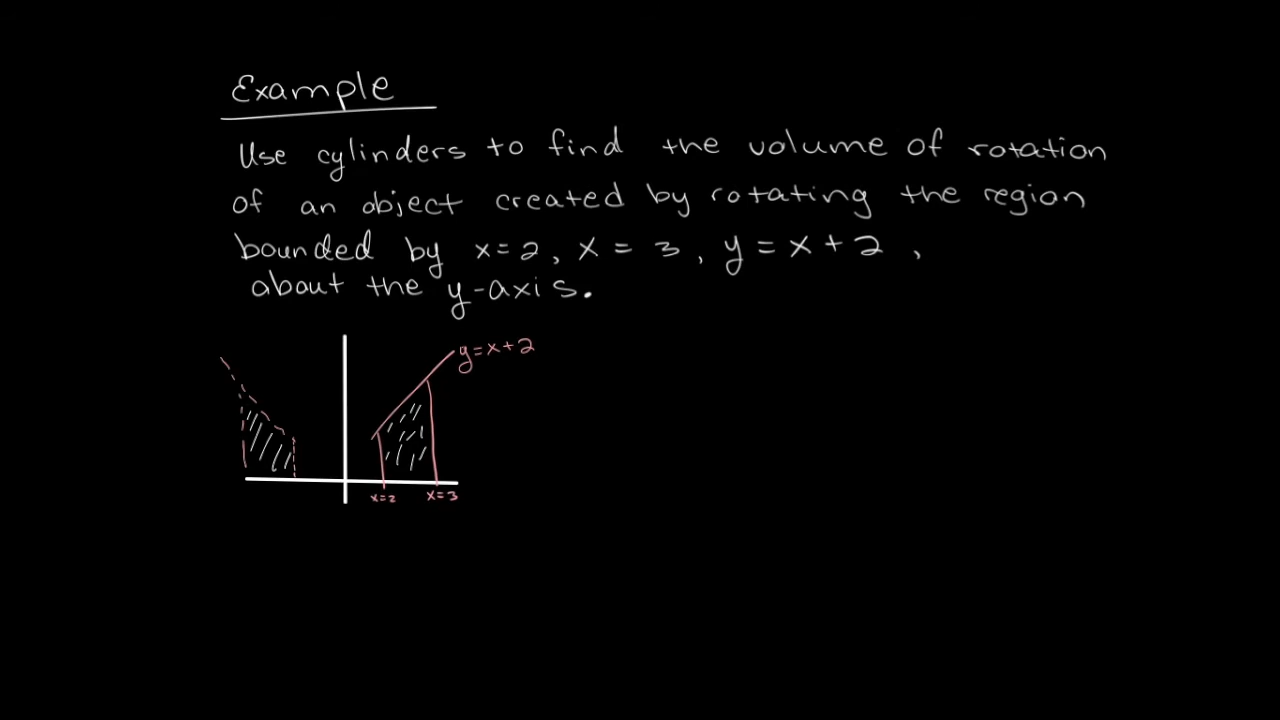 Example
Use cylinders to find the volume of rotation
of an object created by rotating the region
bounded by x=2, x = 3, y = x + 2 ,
about the y-axis.
y=x+2
x=2
x=3